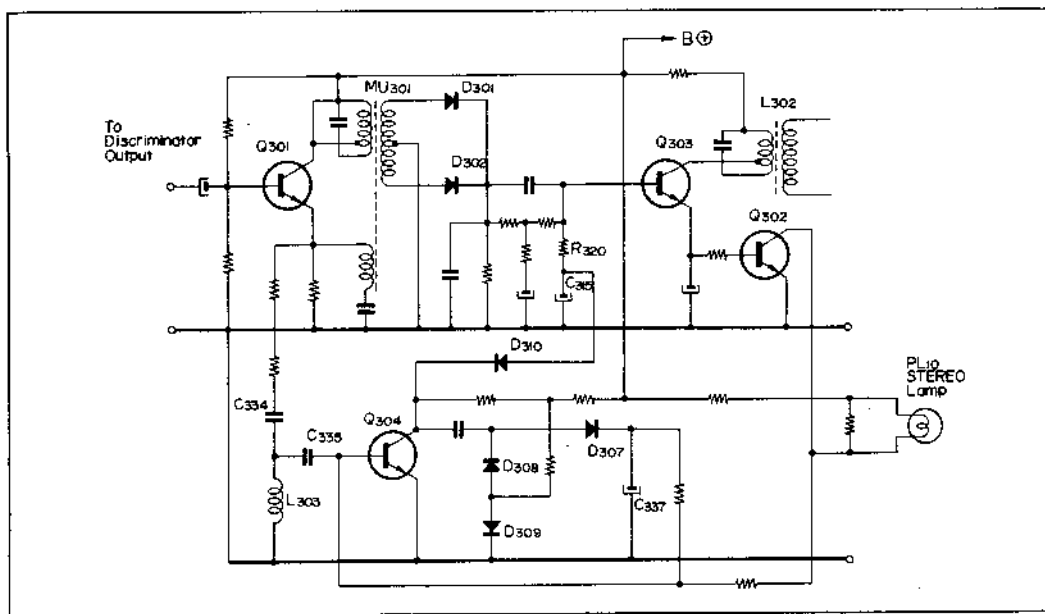 B⊕
MU301
D301
L302
To
Discriminator
Output
Q301
Q303
D302
Q302
R320
C315
D310
PL10
STEREO
Lamp
C334
Q304
C335
D308
D307
L303
C337
D309